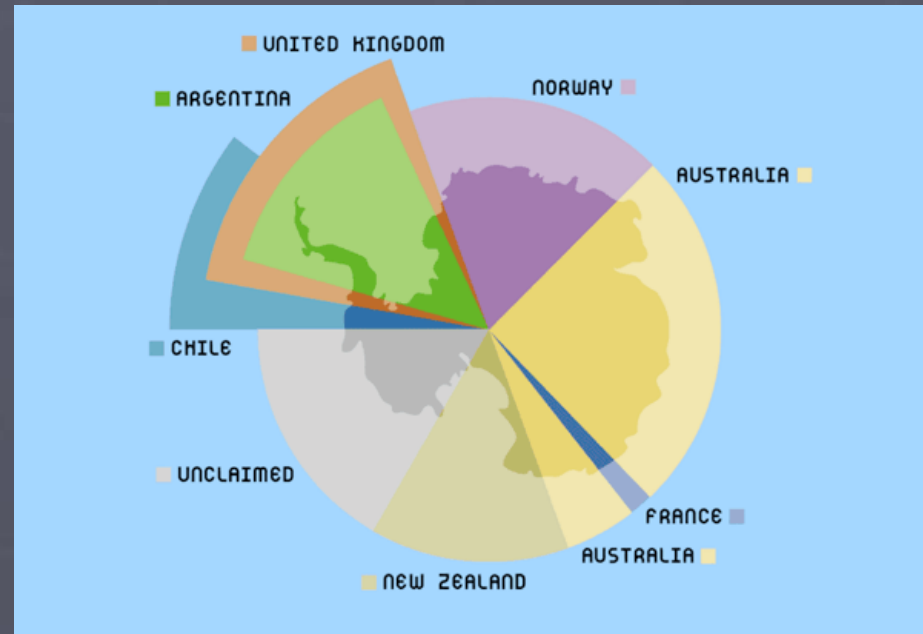 UNITED KINGDOM
ARGENTINA
NORWAY
AUSTRALIA
CHILE
UNCLAIMED
FRANCE
AUSTRALIA
NEW ZEALAND